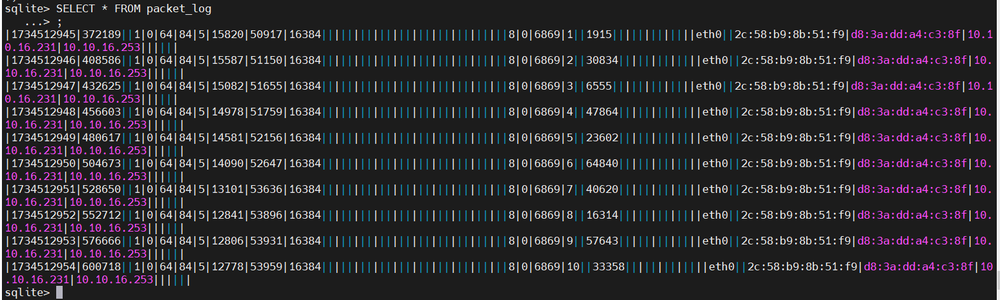 sqlite> SELECT * FROM packet_log
   ...> ;
|1734512945|372189||1|0|64|84|5|15820|50917|16384|||||||||||||||||||||||||||||8|0|6869|1||1915|||||||||||||eth0||2c:58:b9:8b:51:f9|d8:3a:dd:a4:c3:8f|10.1
0.16.231|10.10.16.253||||||
|1734512946|408586||1|0|64|84|5|15587|51150|16384|||||||||||||||||||||||||||||8|0|6869|2||30834|||||||||||||eth0||2c:58:b9:8b:51:f9|d8:3a:dd:a4:c3:8f|10.
10.16.231|10.10.16.253||||||
|1734512947|432625||1|0|64|84|5|15082|51655|16384|||||||||||||||||||||||||||||8|0|6869|3||6555|||||||||||||eth0||2c:58:b9:8b:51:f9|d8:3a:dd:a4:c3:8f|10.1
0.16.231|10.10.16.253||||||
|1734512948|456603||1|0|64|84|5|14978|51759|16384|||||||||||||||||||||||||||||8|0|6869|4||47864|||||||||||||eth0||2c:58:b9:8b:51:f9|d8:3a:dd:a4:c3:8f|10.
10.16.231|10.10.16.253||||||
|1734512949|480617||1|0|64|84|5|14581|52156|16384|||||||||||||||||||||||||||||8|0|6869|5||23602|||||||||||||eth0||2c:58:b9:8b:51:f9|d8:3a:dd:a4:c3:8f|10.
10.16.231|10.10.16.253||||||
|1734512950|504673||1|0|64|84|5|14090|52647|16384|||||||||||||||||||||||||||||8|0|6869|6||64840|||||||||||||eth0||2c:58:b9:8b:51:f9|d8:3a:dd:a4:c3:8f|10.
10.16.231|10.10.16.253||||||
|1734512951|528650||1|0|64|84|5|13101|53636|16384|||||||||||||||||||||||||||||8|0|6869|7||40620|||||||||||||eth0||2c:58:b9:8b:51:f9|d8:3a:dd:a4:c3:8f|10.
10.16.231|10.10.16.253||||||
|1734512952|552712||1|0|64|84|5|12841|53896|16384|||||||||||||||||||||||||||||8|0|6869|8||16314|||||||||||||eth0||2c:58:b9:8b:51:f9|d8:3a:dd:a4:c3:8f|10.
10.16.231|10.10.16.253||||||
|1734512953|576666||1|0|64|84|5|12806|53931|16384|||||||||||||||||||||||||||||8|0|6869|9||57643|||||||||||||eth0||2c:58:b9:8b:51:f9|d8:3a:dd:a4:c3:8f|10.
10.16.231|10.10.16.253||||||
|1734512954|600718||1|0|64|84|5|12778|53959|16384|||||||||||||||||||||||||||||8|0|6869|10||33358|||||||||||||eth0||2c:58:b9:8b:51:f9|d8:3a:dd:a4:c3:8f|10
.10.16.231|10.10.16.253||||||
sqlite>